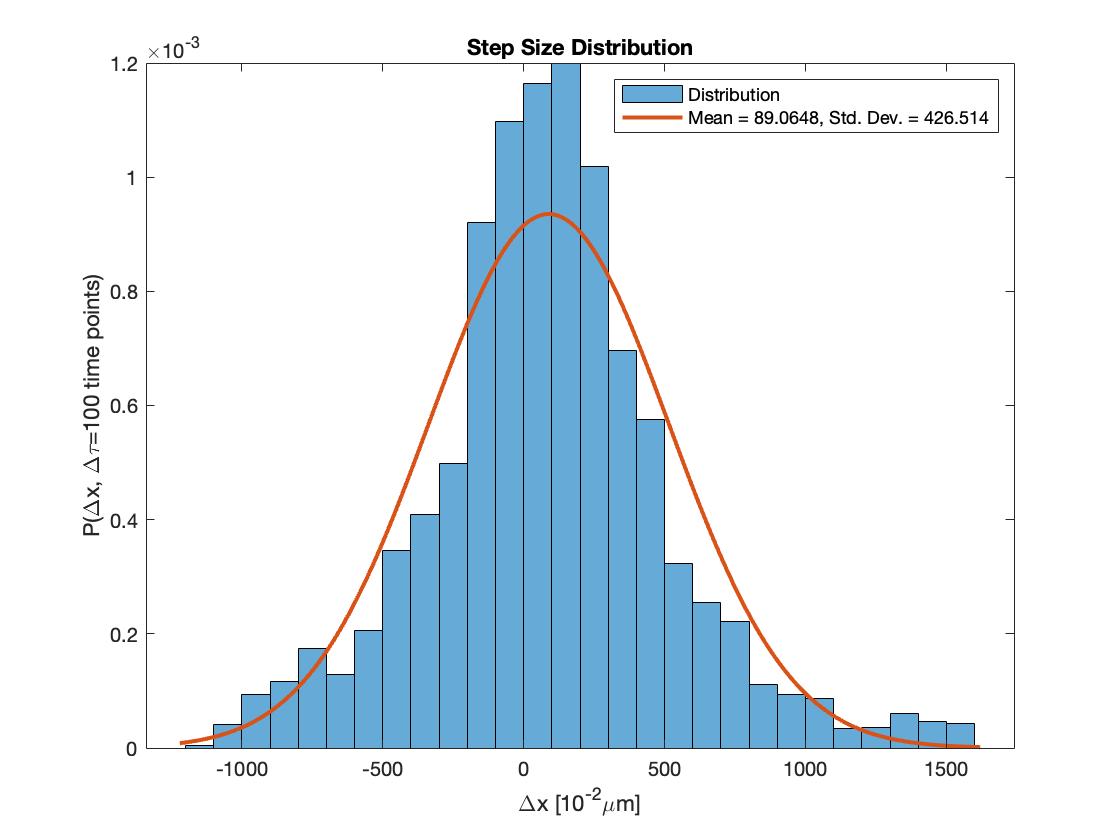 Step Size Distribution
×10⁻³
Distribution
Mean = 89.0648, Std. Dev. = 426.514
P(Δx, Δτ=100 time points)
1.2
1
0.8
0.6
0.4
0.2
0
-1000 -500 0 500 1000 1500
Δx [10⁻²μm]